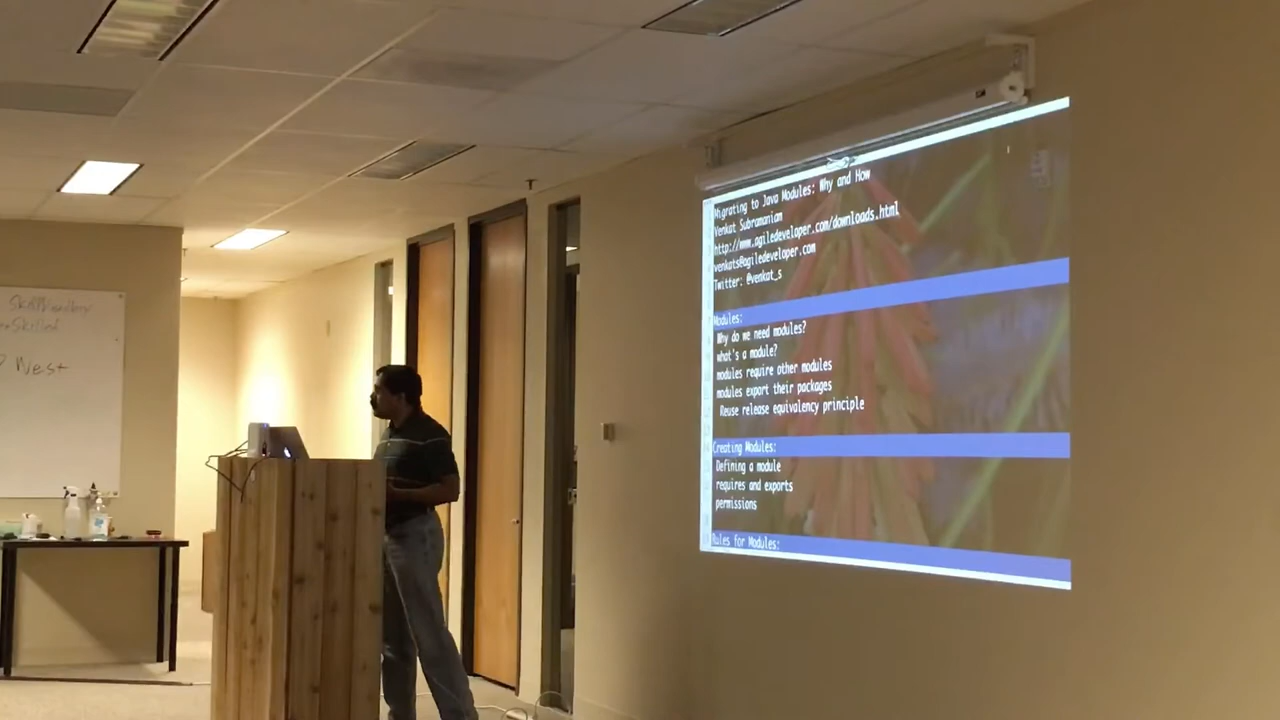 West
Migrating to Java Modules: Why and How
Venkat Subramaniam
http://www.agiledeveloper.com/downloads.html
venkats@agiledeveloper.com
Twitter: @venkat_s
Modules:
Why do we need modules?
what's a module?
modules require other modules
modules export their packages
Reuse release equivalency principle
Creating Modules:
Defining a module
requires and exports
permissions
Rules for Modules: